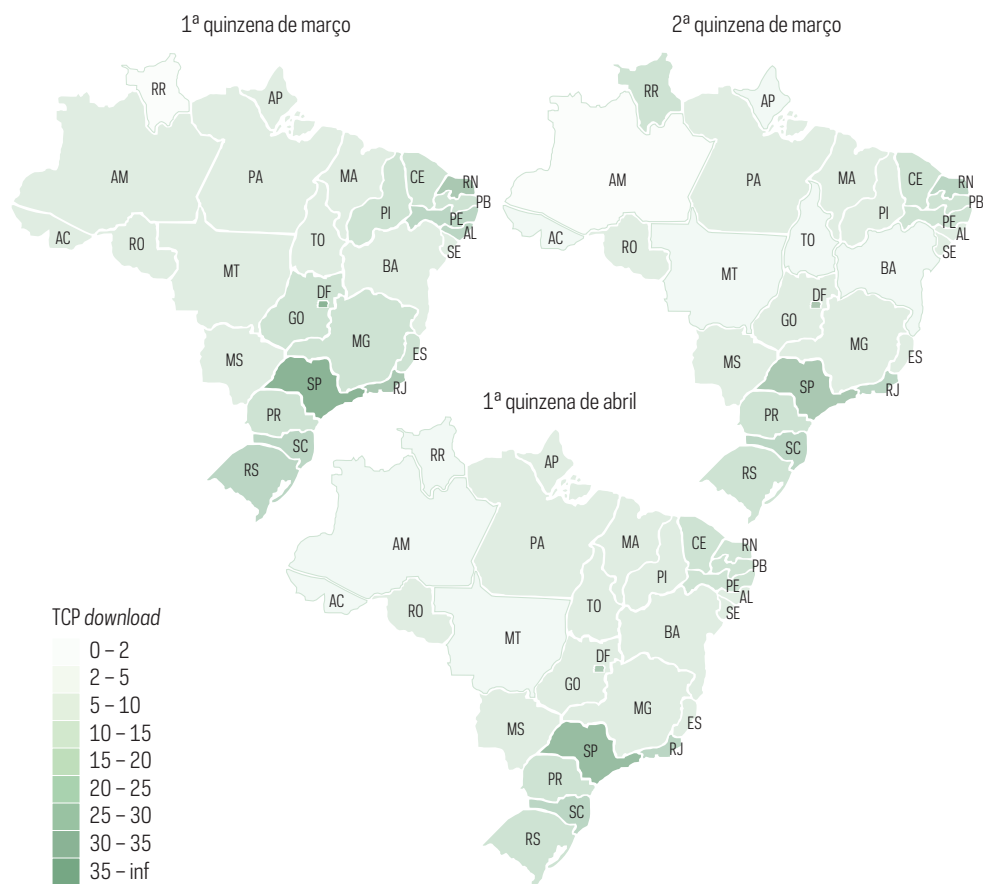 1ª quinzena de março
RR
AP
AM
PA
MA
CE
RN
PB
PI
PE
AL
AC
RO
TO
SE
MT
BA
DF
GO
MG
ES
MS
SP
RJ
PR
SC
RS
2ª quinzena de março
RR
AP
AM
PA
MA
CE
RN
PB
PI
PE
AL
AC
RO
TO
SE
MT
BA
DF
GO
MG
ES
MS
SP
RJ
PR
SC
RS
1ª quinzena de abril
RR
AP
AM
PA
MA
CE
RN
PB
PI
PE
AL
AC
RO
TO
SE
MT
BA
DF
GO
MG
ES
MS
SP
RJ
PR
SC
RS
TCP download
0 – 2
2 – 5
5 – 10
10 – 15
15 – 20
20 – 25
25 – 30
30 – 35
35 – inf